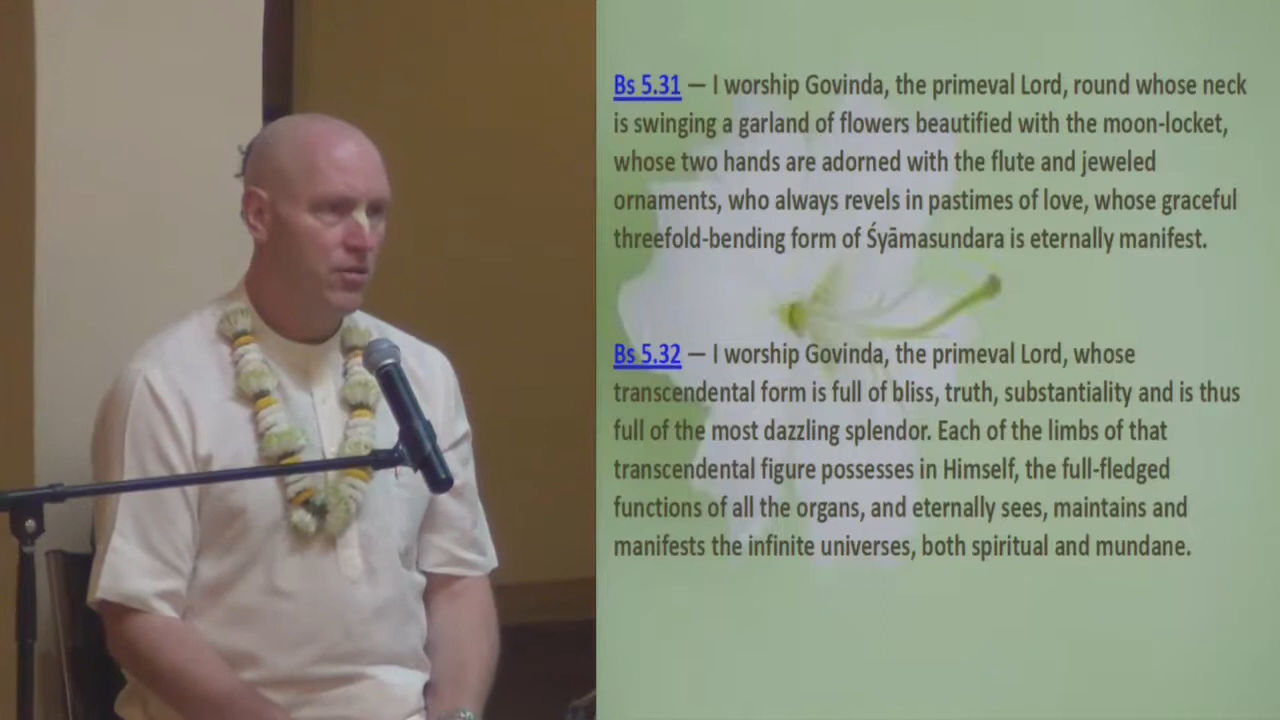 Bs 5.31 — I worship Govinda, the primeval Lord, round whose neck
is swinging a garland of flowers beautified with the moon-locket,
whose two hands are adorned with the flute and jeweled
ornaments, who always revels in pastimes of love, whose graceful
threefold-bending form of Śyāmasundara is eternally manifest.
Bs 5.32 — I worship Govinda, the primeval Lord, whose
transcendental form is full of bliss, truth, substantiality and is thus
full of the most dazzling splendor. Each of the limbs of that
transcendental figure possesses in Himself, the full-fledged
functions of all the organs, and eternally sees, maintains and
manifests the infinite universes, both spiritual and mundane.